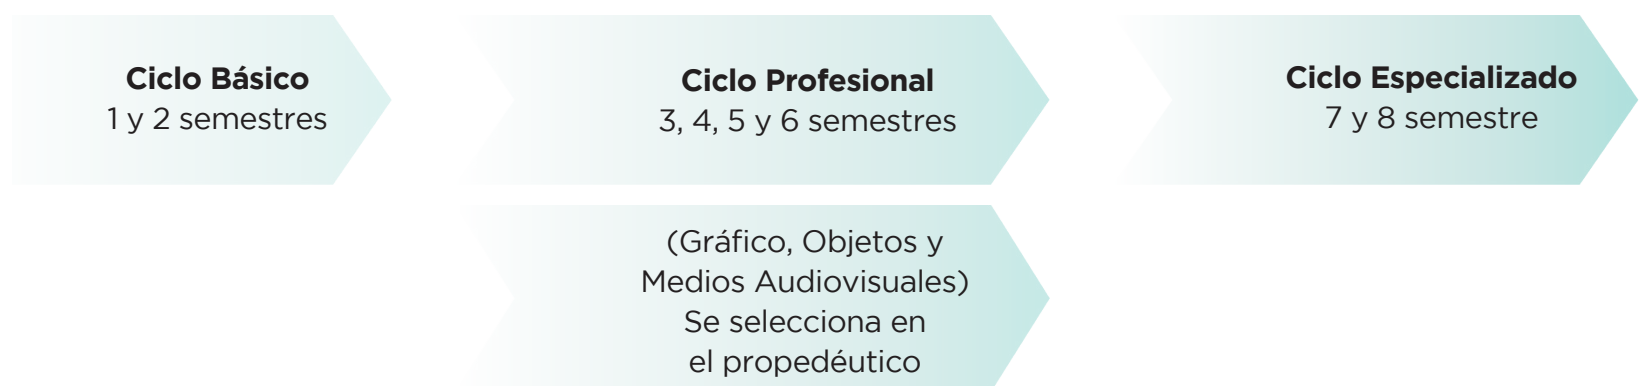 Ciclo Básico
1 y 2 semestres
Ciclo Profesional
3, 4, 5 y 6 semestres
(Gráfico, Objetos y
Medios Audiovisuales)
Se selecciona en
el propedéutico
Ciclo Especializado
7 y 8 semestre